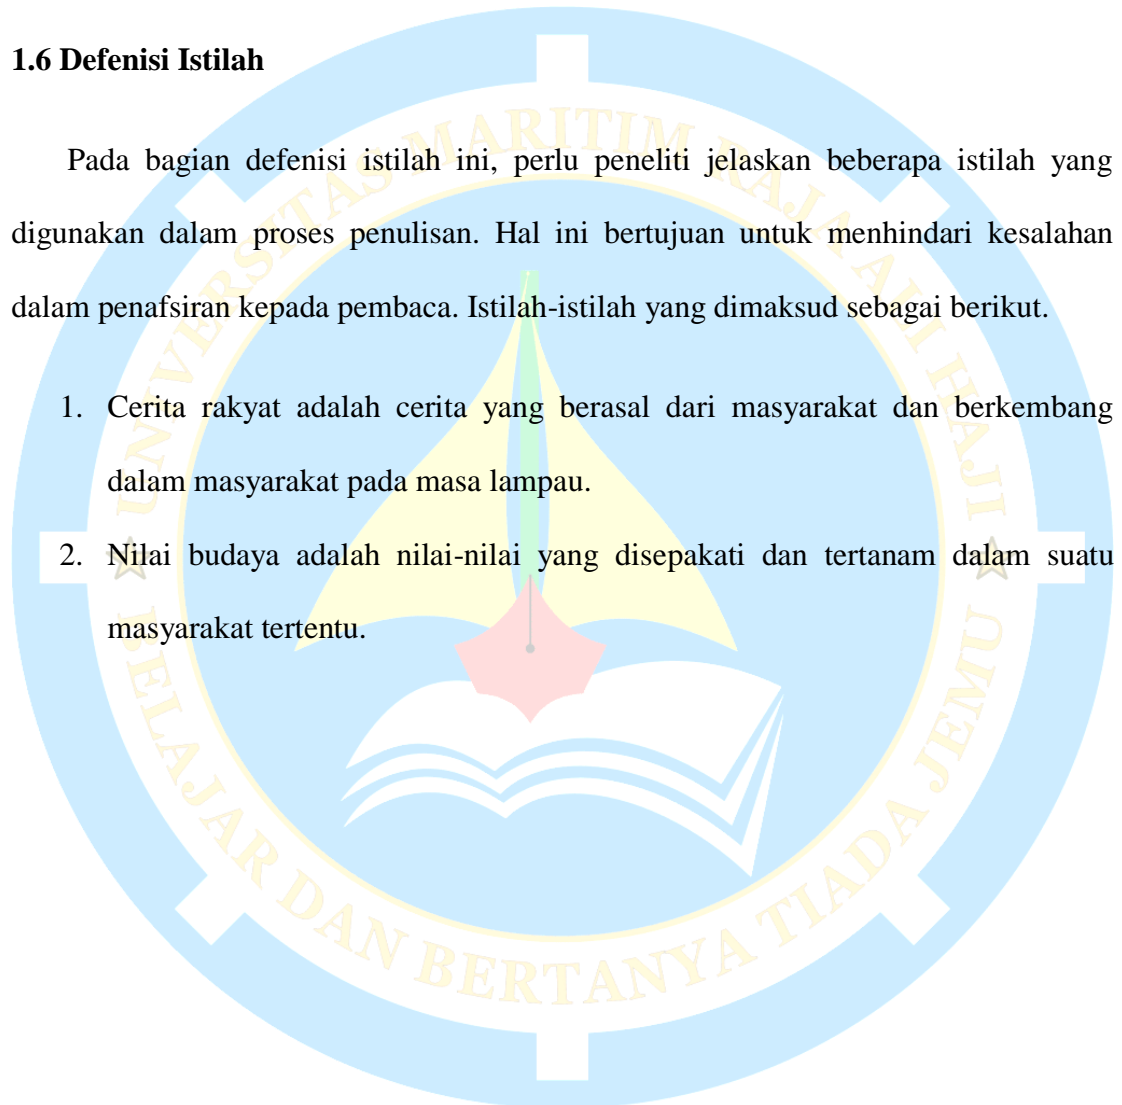 1.6 Defenisi Istilah
Pada bagian defenisi istilah ini, perlu peneliti jelaskan beberapa istilah yang
digunakan dalam proses penulisan. Hal ini bertujuan untuk menhindari kesalahan
dalam penafsiran kepada pembaca. Istilah-istilah yang dimaksud sebagai berikut.
1. Cerita rakyat adalah cerita yang berasal dari masyarakat dan berkembang
dalam masyarakat pada masa lampau.
2. Nilai budaya adalah nilai-nilai yang disepakati dan tertanam dalam suatu
masyarakat tertentu.
UNIVERSITAS MARITIM RAJA ALI HAJI
BELAJAR DAN BERTANYA TIADA JEMU